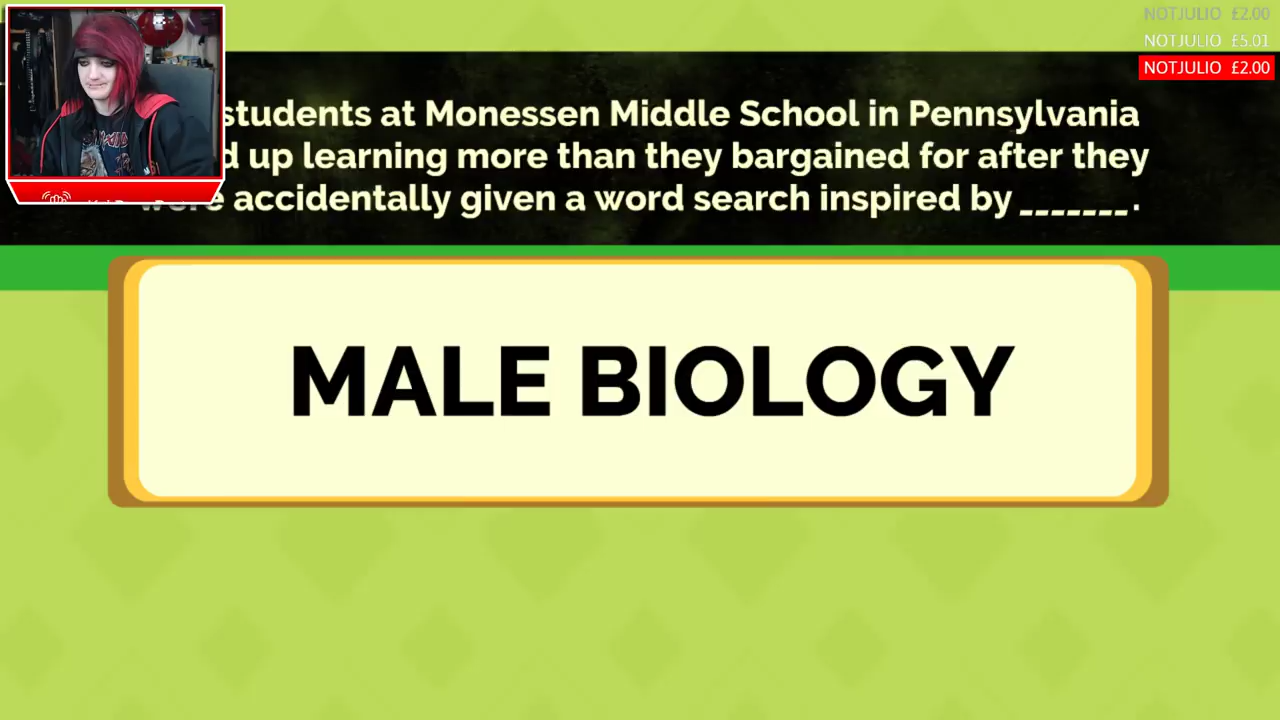 NOTJULIO £2.00
NOTJULIO £5.01
NOTJULIO £2.00
students at Monessen Middle School in Pennsylvania
d up learning more than they bargained for after they
were accidentally given a word search inspired by _______.
MALE BIOLOGY